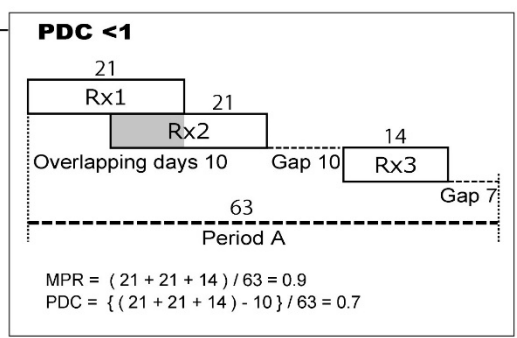 PDC <1
21
Rx1
21
Rx2
14
Overlapping days 10 Gap 10 Rx3
Gap 7
63
Period A
MPR = ( 21 + 21 + 14 ) / 63 = 0.9
PDC = { ( 21 + 21 + 14 ) - 10 } / 63 = 0.7